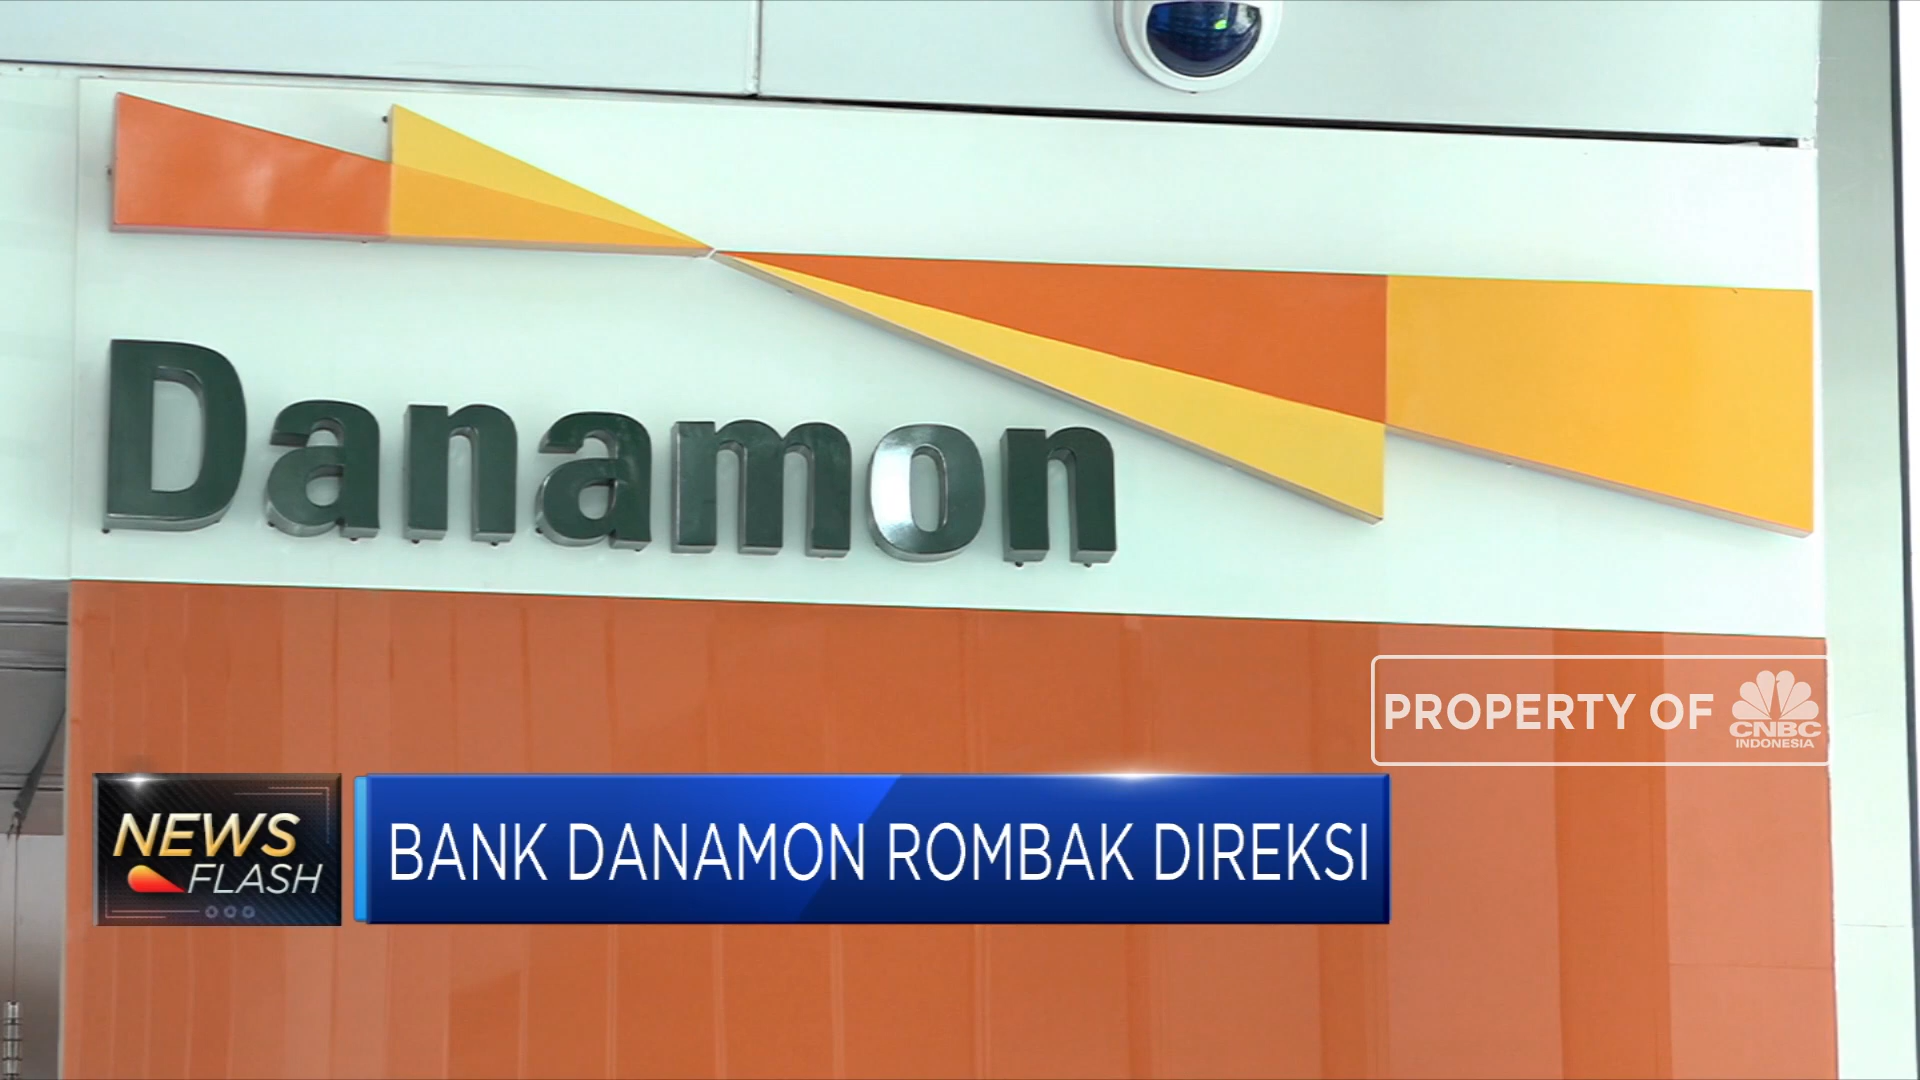 Danamon
PROPERTY OF CNBC
INDONESIA
NEWS
FLASH
BANK DANAMON ROMBAK DIREKSI